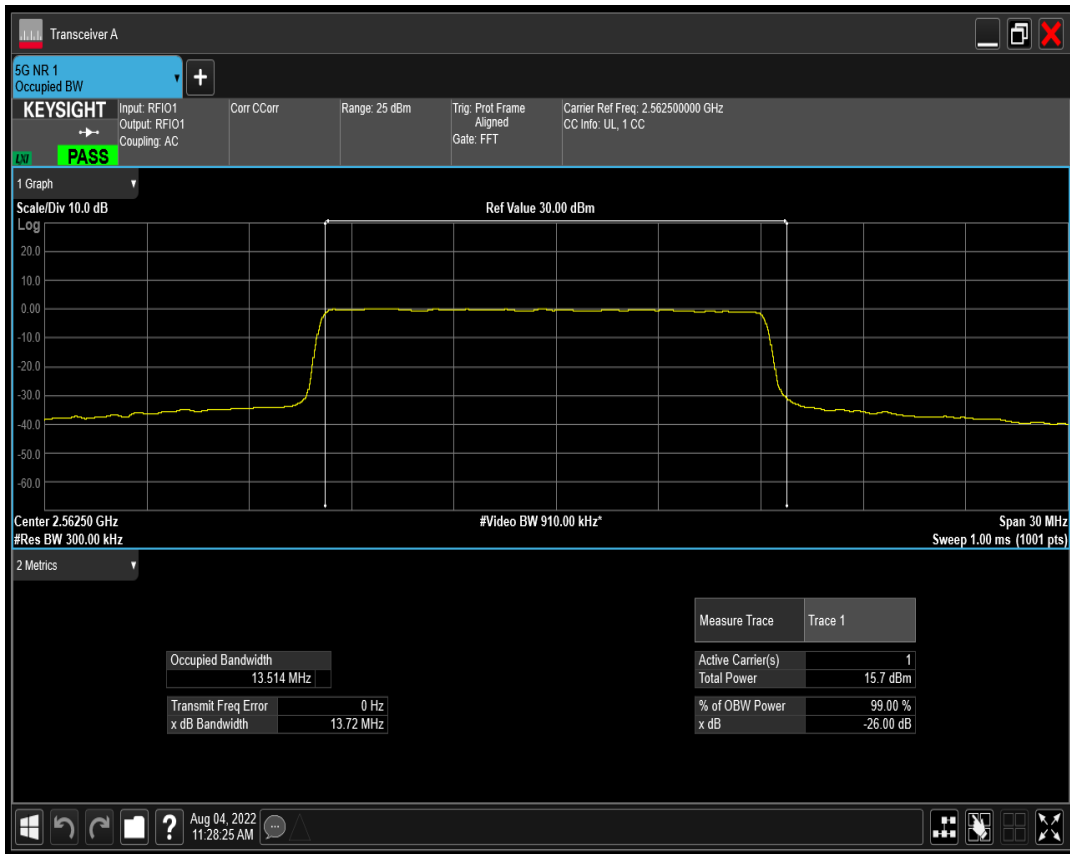 Transceiver A
5G NR 1
Occupied BW
+
KEYSIGHT
LXI
PASS
Input: RFIO1
Output: RFIO1
Coupling: AC
Corr CCorr
Range: 25 dBm
Trig: Prot Frame
Aligned
Gate: FFT
Carrier Ref Freq: 2.562500000 GHz
CC Info: UL, 1 CC
1 Graph
Scale/Div 10.0 dB
Ref Value 30.00 dBm
Log
20.0
10.0
0.00
-10.0
-20.0
-30.0
-40.0
-50.0
-60.0
Center 2.56250 GHz
#Video BW 910.00 kHz*
Span 30 MHz
#Res BW 300.00 kHz
Sweep 1.00 ms (1001 pts)
2 Metrics
Measure Trace Trace 1
Occupied Bandwidth
13.514 MHz
Active Carrier(s) 1
Total Power 15.7 dBm
Transmit Freq Error 0 Hz
x dB Bandwidth 13.72 MHz
% of OBW Power 99.00 %
x dB -26.00 dB
?
Aug 04, 2022
11:28:25 AM